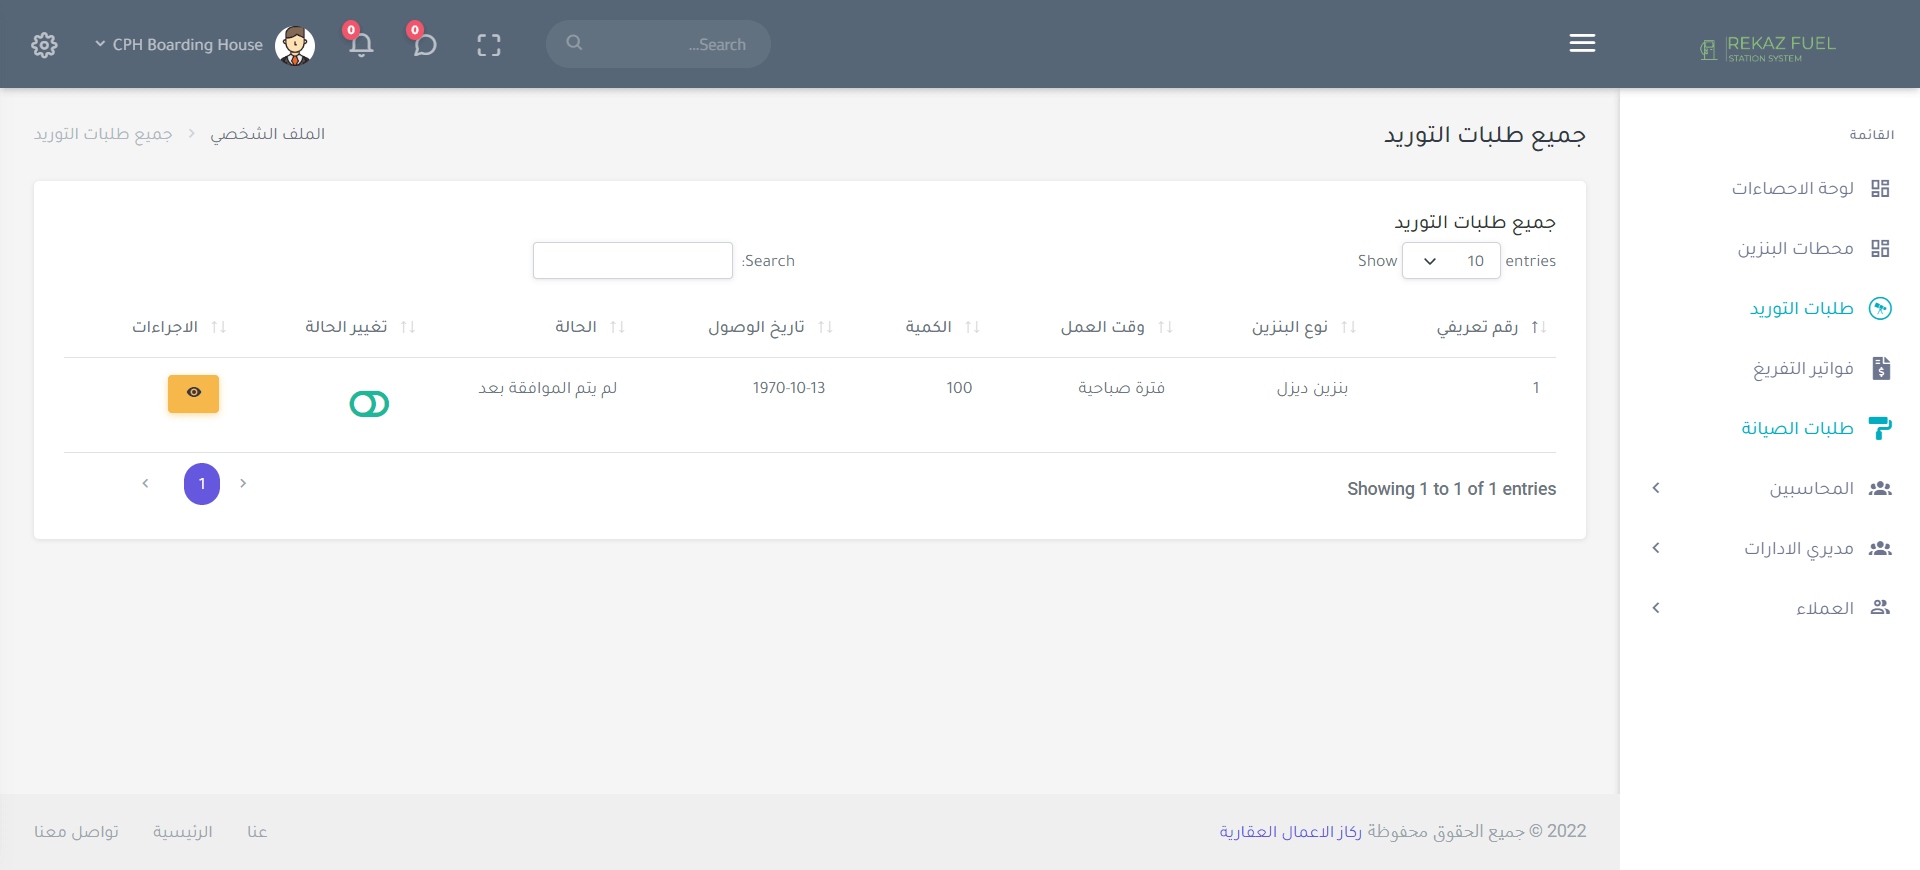 REKAZ FUEL
STATION SYSTEM
Search...
0
0
CPH Boarding House
القائمة
لوحة الاحصاءات
محطات البنزين
طلبات التوريد
فواتير التفريغ
طلبات الصيانة
المحاسبين
مديري الادارات
العملاء
جميع طلبات التوريد
الملف الشخصي
جميع طلبات التوريد
جميع طلبات التوريد
Show 10 entries
Search:
رقم تعريفي نوع البنزين وقت العمل الكمية تاريخ الوصول الحالة تغيير الحالة الاجراءات
1 بنزين ديزل فترة صباحية 100 1970-10-13 لم يتم الموافقة بعد
Showing 1 to 1 of 1 entries
1
2022 © جميع الحقوق محفوظة ركاز الاعمال العقارية
عنا
الرئيسية
تواصل معنا